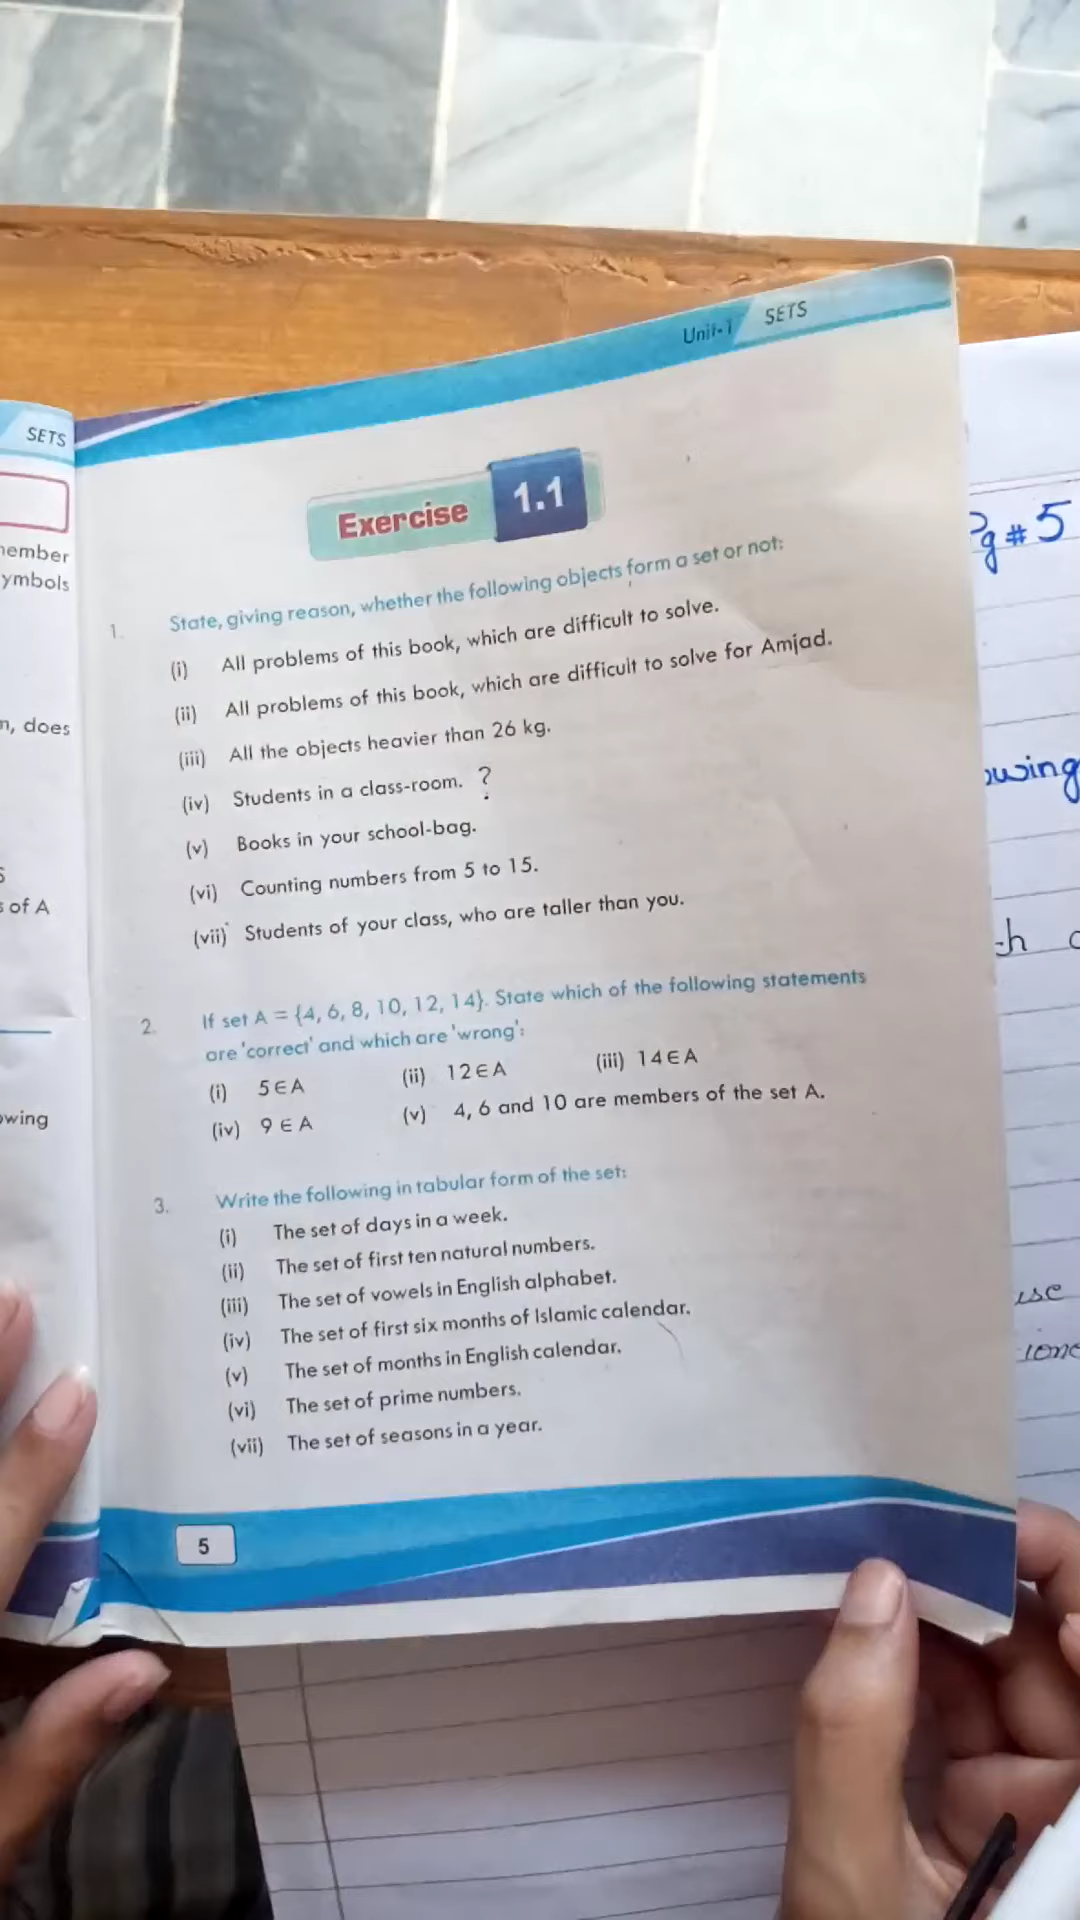 Unit-1 SETS
SETS
Exercise 1.1
ymbols
1. State, giving reason, whether the following objects form a set or not:
(i) All problems of this book, which are difficult to solve.
(ii) All problems of this book, which are difficult to solve for Amjad.
n, does
(iii) All the objects heavier than 26 kg.
(iv) Students in a class-room. ?
(v) Books in your school-bag.
(vi) Counting numbers from 5 to 15.
of A
(vii) Students of your class, who are taller than you.
2. If set A = {4, 6, 8, 10, 12, 14}. State which of the following statements
are 'correct' and which are 'wrong':
(i) 5 ∈ A (ii) 12 ∈ A (iii) 14 ∈ A
owing
(iv) 9 ∈ A (v) 4, 6 and 10 are members of the set A.
3. Write the following in tabular form of the set:
(i) The set of days in a week.
(ii) The set of first ten natural numbers.
(iii) The set of vowels in English alphabet.
(iv) The set of first six months of Islamic calendar.
(v) The set of months in English calendar.
(vi) The set of prime numbers.
(vii) The set of seasons in a year.
5
Pg # 5
owing